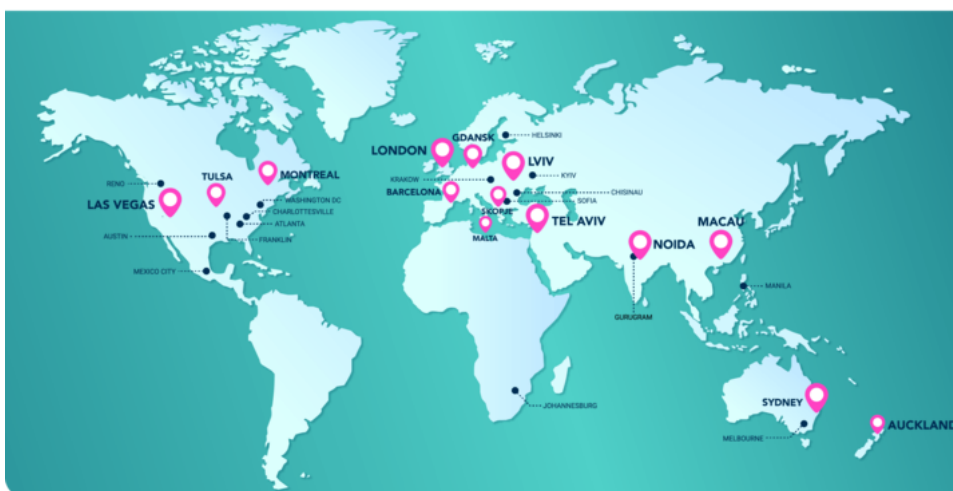 HELSINKI
GDANSK
LONDON
LVIV
KYIV
KRAKOW
MONTREAL
TULSA
RENO
BARCELONA
CHISINAU
WASHINGTON DC
LAS VEGAS
SOFIA
SKOPJE
CHARLOTTESVILLE
TEL AVIV
MACAU
ATLANTA
AUSTIN
FRANKLIN
MALTA
NOIDA
MEXICO CITY
MANILA
GURUGRAM
SYDNEY
JOHANNESBURG
AUCKLAND
MELBOURNE